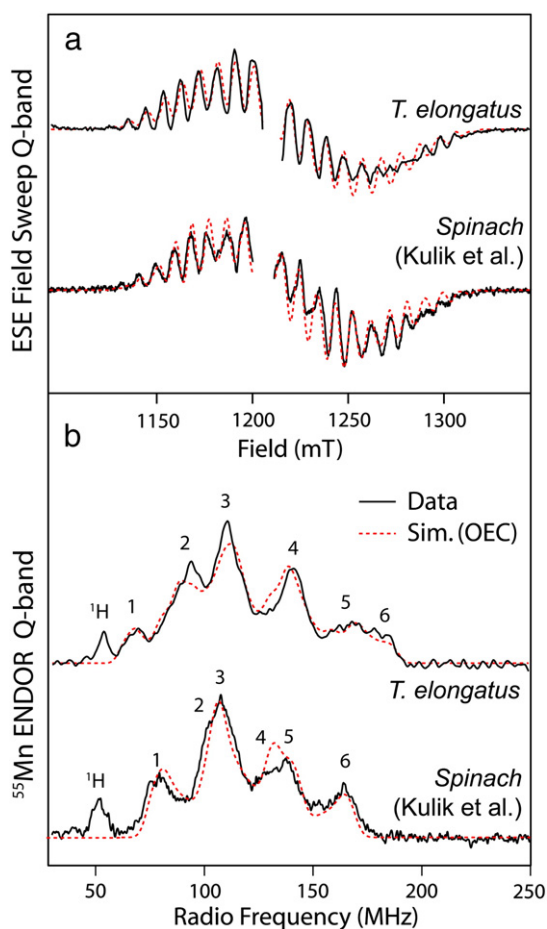 a
ESE Field Sweep Q-band
T. elongatus
Spinach
(Kulik et al.)
1150 1200 1250 1300
Field (mT)
b
⁵⁵Mn ENDOR Q-band
Data
Sim. (OEC)
¹H 1 2 3 4 5 6
T. elongatus
¹H 1 2 3 4 5 6
Spinach
(Kulik et al.)
50 100 150 200 250
Radio Frequency (MHz)